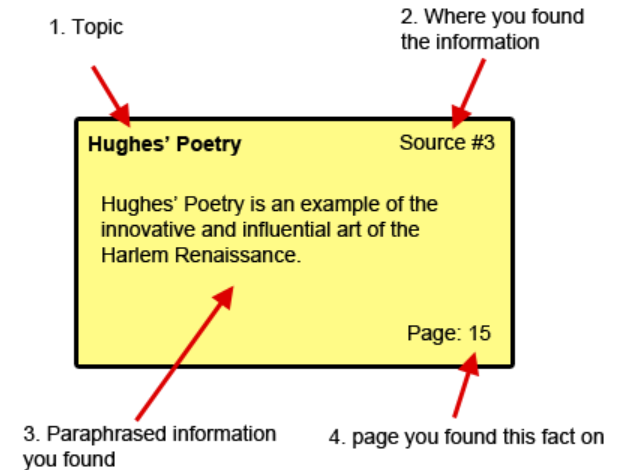 1. Topic
2. Where you found
the information
Hughes' Poetry
Source #3
Hughes' Poetry is an example of the
innovative and influential art of the
Harlem Renaissance.
Page: 15
3. Paraphrased information
you found
4. page you found this fact on